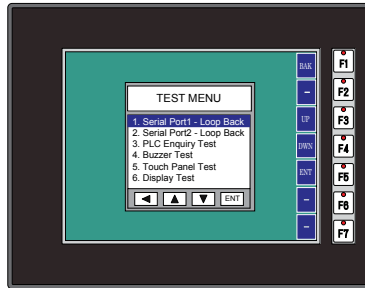 TEST MENU
1. Serial Port1 - Loop Back
2. Serial Port2 - Loop Back
3. PLC Enquiry Test
4. Buzzer Test
5. Touch Panel Test
6. Display Test
ENT
BAK
-
UP
DWN
ENT
-
-
F1
F2
F3
F4
F5
F6
F7